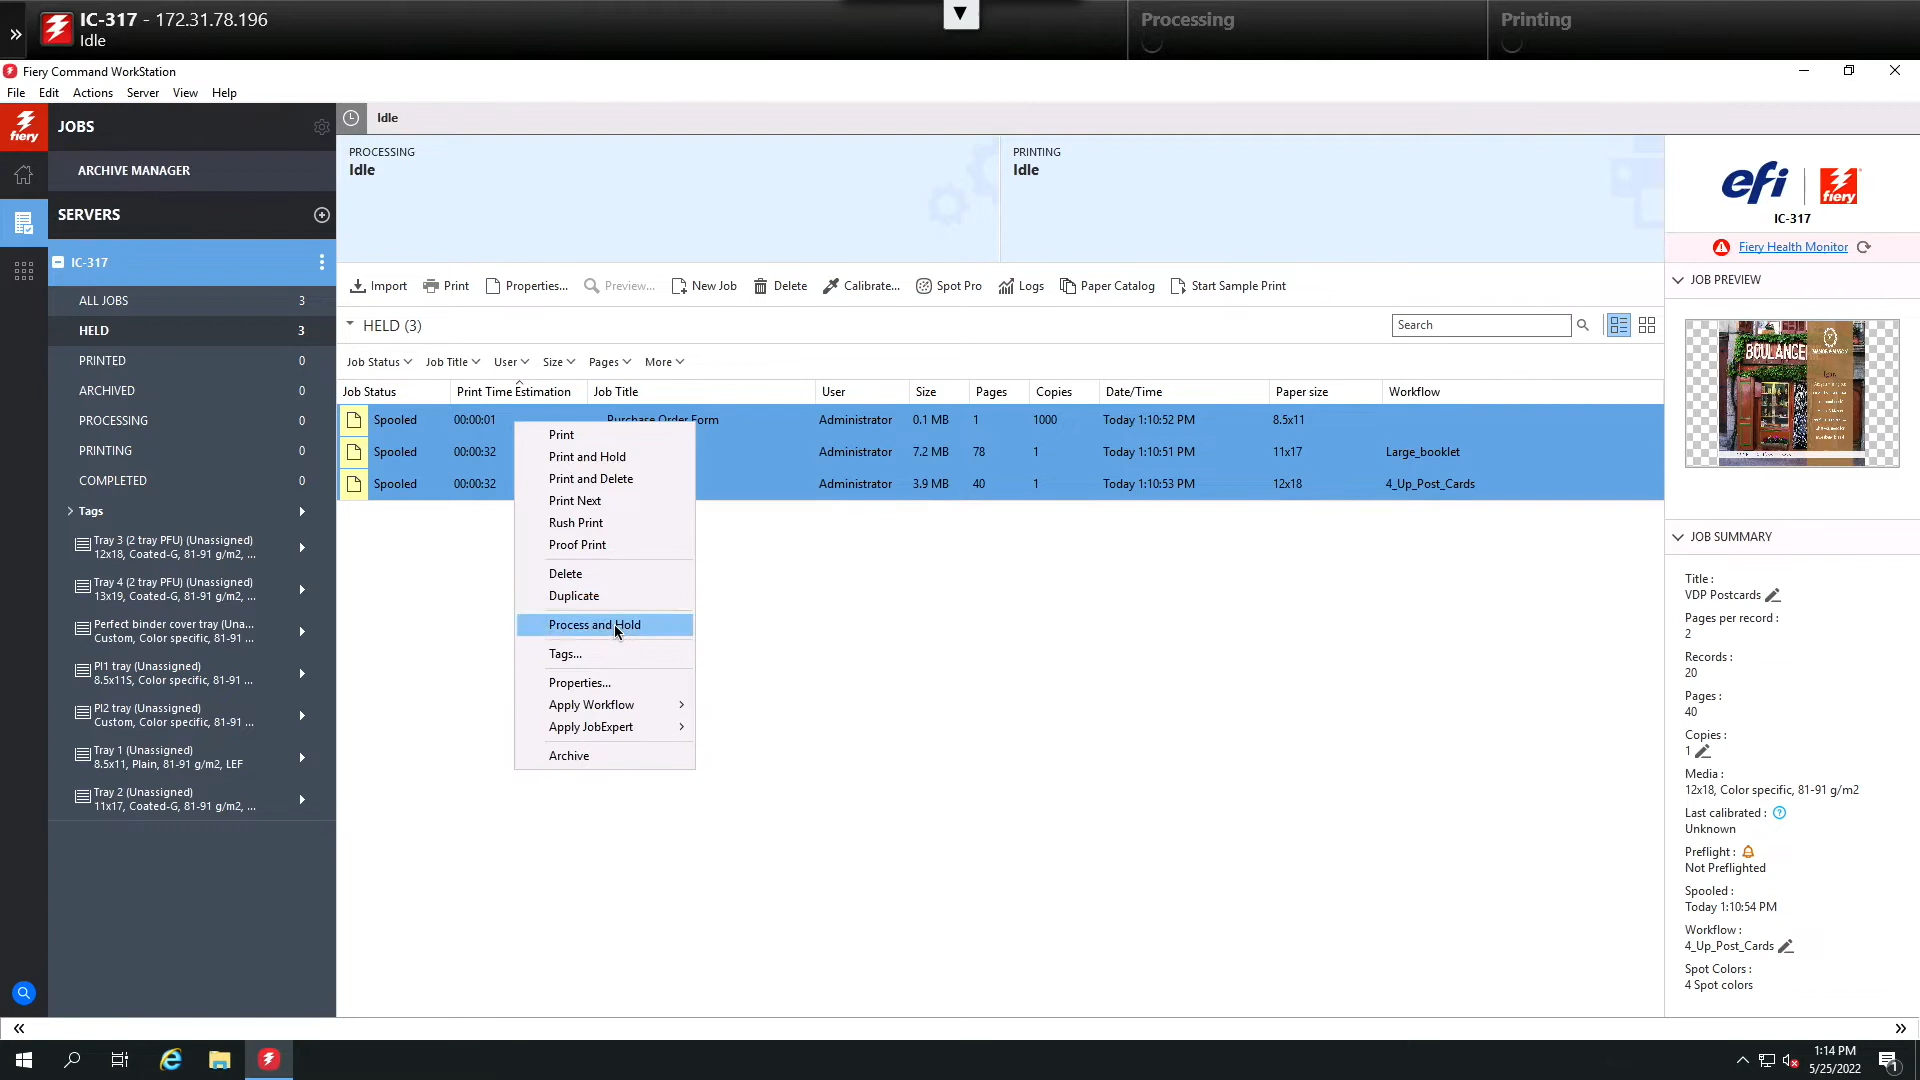 IC-317 - 172.31.78.196
Idle
Processing
Printing
Fiery Command WorkStation
File Edit Actions Server View Help
fiery
JOBS
ARCHIVE MANAGER
SERVERS
IC-317
ALL JOBS 3
HELD 3
PRINTED 0
ARCHIVED 0
PROCESSING 0
PRINTING 0
COMPLETED 0
Tags
Tray 3 (2 tray PFU) (Unassigned)
12x18, Coated-G, 81-91 g/m2, ...
Tray 4 (2 tray PFU) (Unassigned)
13x19, Coated-G, 81-91 g/m2, ...
Perfect binder cover tray (Una...
Custom, Color specific, 81-91 ...
PI1 tray (Unassigned)
8.5x11S, Color specific, 81-91 ...
PI2 tray (Unassigned)
Custom, Color specific, 81-91 ...
Tray 1 (Unassigned)
8.5x11, Plain, 81-91 g/m2, LEF
Tray 2 (Unassigned)
11x17, Coated-G, 81-91 g/m2, ...
Idle
PROCESSING
Idle
PRINTING
Idle
Import Print Properties... Preview... New Job Delete Calibrate... Spot Pro Logs Paper Catalog Start Sample Print
HELD (3)
Search
Job Status Job Title User Size Pages More
Job Status Print Time Estimation Job Title User Size Pages Copies Date/Time Paper size Workflow
Spooled 00:00:01 Purchase Order Form Administrator 0.1 MB 1 1000 Today 1:10:52 PM 8.5x11
Spooled 00:00:32 Administrator 7.2 MB 78 1 Today 1:10:51 PM 11x17 Large_booklet
Spooled 00:00:32 Administrator 3.9 MB 40 1 Today 1:10:53 PM 12x18 4_Up_Post_Cards
Print
Print and Hold
Print and Delete
Print Next
Rush Print
Proof Print
Delete
Duplicate
Process and Hold
Tags...
Properties...
Apply Workflow
Apply JobExpert
Archive
efi fiery
IC-317
Fiery Health Monitor
JOB PREVIEW
BOULANGE
JOB SUMMARY
Title :
VDP Postcards
Pages per record :
2
Records :
20
Pages :
40
Copies :
1
Media :
12x18, Color specific, 81-91 g/m2
Last calibrated :
Unknown
Preflight :
Not Preflighted
Spooled :
Today 1:10:54 PM
Workflow :
4_Up_Post_Cards
Spot Colors :
4 Spot colors
1:14 PM
5/25/2022
1